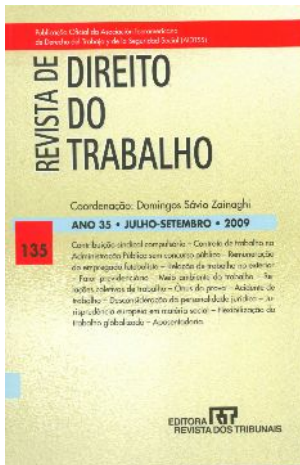 Publicação Oficial da Asociación Iberoamericana
de Derecho del Trabajo y de la Seguridad Social (AIDTSS)
REVISTA DE
DIREITO
DO
TRABALHO
Coordenação: Domingos Sávio Zainaghi
ANO 35 • JULHO-SETEMBRO • 2009
135
Contribuição sindical compulsória – Contrato de trabalho na
Administração Pública sem concurso público – Remuneração
do empregado futebolista – Relação de trabalho no exterior
– Fator previdenciário – Meio ambiente do trabalho – Re-
lações coletivas de trabalho – Ônus da prova – Acidente de
trabalho – Desconsideração da personalidade jurídica – Ju-
risprudência europeia em matéria social – Flexibilização do
trabalho globalizado – Aposentadoria
EDITORA RT
REVISTA DOS TRIBUNAIS